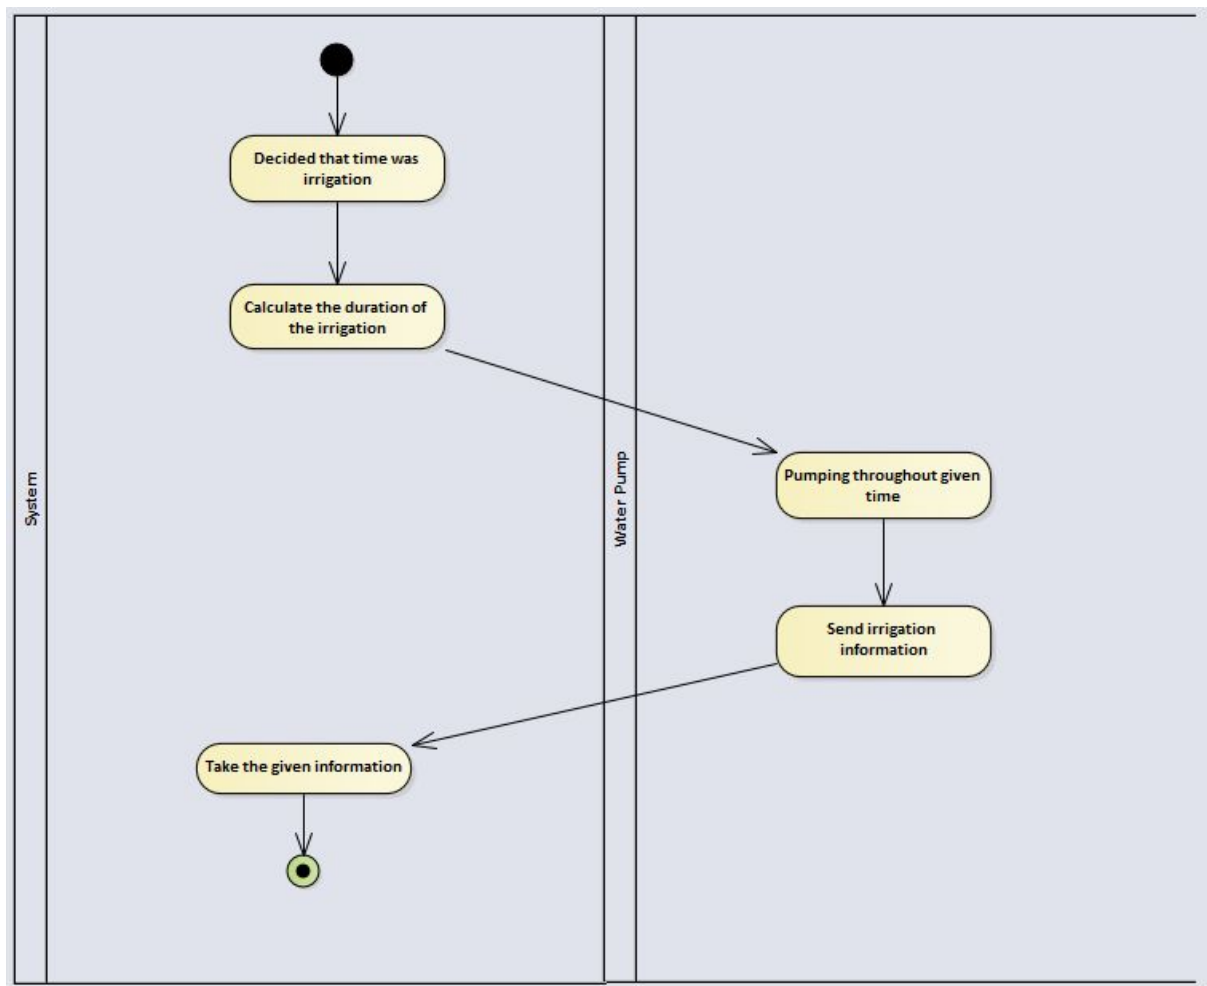 Decided that time was
irrigation
Calculate the duration of
the irrigation
System
Water Pump
Pumping throughout given
time
Send irrigation
information
Take the given information